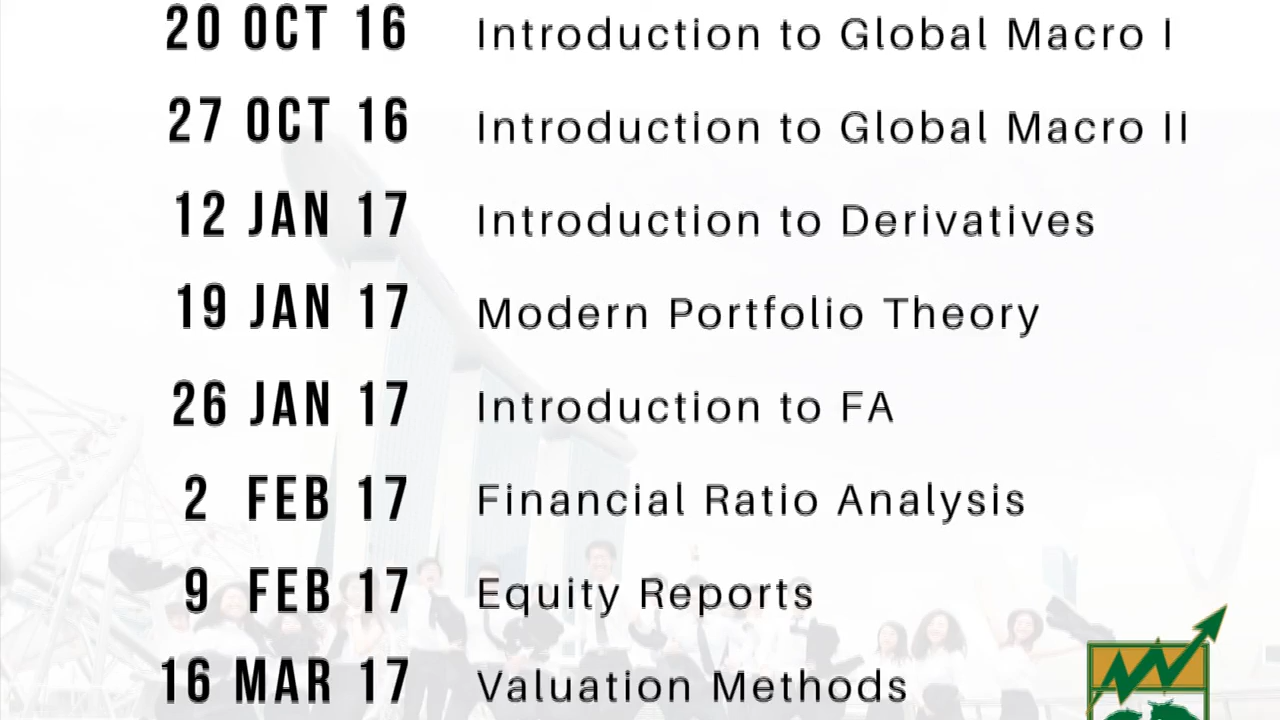 20 OCT 16 Introduction to Global Macro I
27 OCT 16 Introduction to Global Macro II
12 JAN 17 Introduction to Derivatives
19 JAN 17 Modern Portfolio Theory
26 JAN 17 Introduction to FA
2 FEB 17 Financial Ratio Analysis
9 FEB 17 Equity Reports
16 MAR 17 Valuation Methods